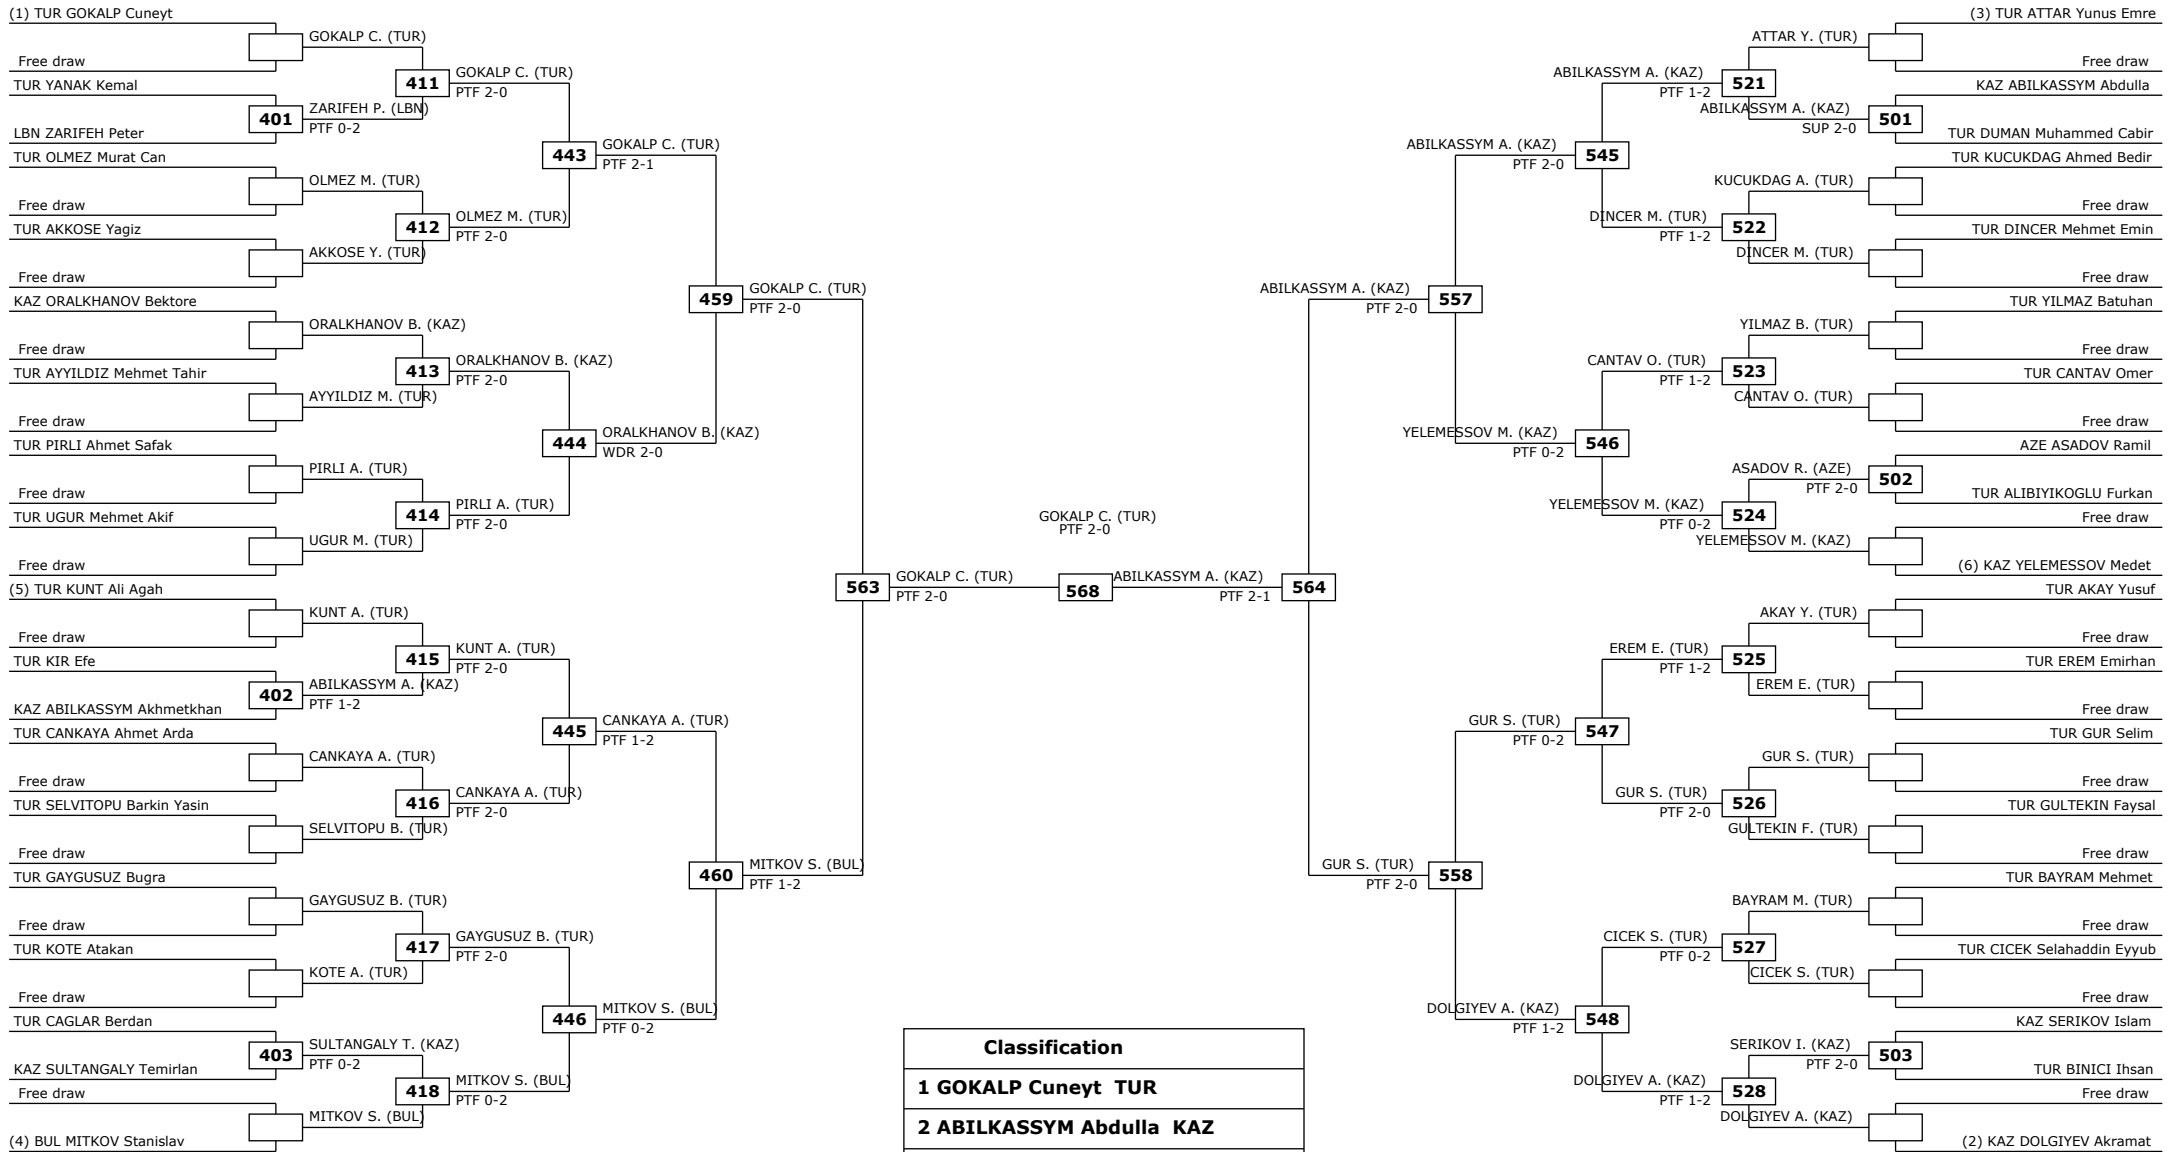 (1) TUR GOKALP Cuneyt
Free draw
TUR YANAK Kemal
LBN ZARIFEH Peter
TUR OLMEZ Murat Can
Free draw
TUR AKKOSE Yagiz
Free draw
KAZ ORALKHANOV Bektore
Free draw
TUR AYYILDIZ Mehmet Tahir
Free draw
TUR PIRLI Ahmet Safak
Free draw
TUR UGUR Mehmet Akif
Free draw
(5) TUR KUNT Ali Agah
Free draw
TUR KIR Efe
KAZ ABILKASSYM Akhmetkhan
TUR CANKAYA Ahmet Arda
Free draw
TUR SELVITOPU Barkin Yasin
Free draw
TUR GAYGUSUZ Bugra
Free draw
TUR KOTE Atakan
Free draw
TUR CAGLAR Berdan
KAZ SULTANGALY Temirlan
Free draw
(4) BUL MITKOV Stanislav
GOKALP C. (TUR)
401
ZARIFEH P. (LBN)
PTF 0-2
OLMEZ M. (TUR)
AKKOSE Y. (TUR)
ORALKHANOV B. (KAZ)
AYYILDIZ M. (TUR)
PIRLI A. (TUR)
UGUR M. (TUR)
KUNT A. (TUR)
402
ABILKASSYM A. (KAZ)
PTF 1-2
CANKAYA A. (TUR)
SELVITOPU B. (TUR)
GAYGUSUZ B. (TUR)
KOTE A. (TUR)
403
SULTANGALY T. (KAZ)
PTF 0-2
MITKOV S. (BUL)
411
GOKALP C. (TUR)
PTF 2-0
412
OLMEZ M. (TUR)
PTF 2-0
413
ORALKHANOV B. (KAZ)
PTF 2-0
414
PIRLI A. (TUR)
PTF 2-0
415
KUNT A. (TUR)
PTF 2-0
416
CANKAYA A. (TUR)
PTF 2-0
417
GAYGUSUZ B. (TUR)
PTF 2-0
418
MITKOV S. (BUL)
PTF 0-2
443
GOKALP C. (TUR)
PTF 2-1
444
ORALKHANOV B. (KAZ)
WDR 2-0
445
CANKAYA A. (TUR)
PTF 1-2
446
MITKOV S. (BUL)
PTF 0-2
459
GOKALP C. (TUR)
PTF 2-0
460
MITKOV S. (BUL)
PTF 1-2
563
GOKALP C. (TUR)
PTF 2-0
GOKALP C. (TUR)
PTF 2-0
568
ABILKASSYM A. (KAZ)
PTF 2-1
564
ABILKASSYM A. (KAZ)
PTF 2-0
557
GUR S. (TUR)
PTF 2-0
558
ABILKASSYM A. (KAZ)
PTF 2-0
545
YELEMESSOV M. (KAZ)
PTF 0-2
546
GUR S. (TUR)
PTF 0-2
547
DOLGIYEV A. (KAZ)
PTF 1-2
548
ABILKASSYM A. (KAZ)
PTF 1-2
521
DINCER M. (TUR)
PTF 1-2
522
CANTAV O. (TUR)
PTF 1-2
523
YELEMESSOV M. (KAZ)
PTF 0-2
524
EREM E. (TUR)
PTF 1-2
525
GUR S. (TUR)
PTF 2-0
526
CICEK S. (TUR)
PTF 0-2
527
DOLGIYEV A. (KAZ)
PTF 1-2
528
ATTAR Y. (TUR)
ABILKASSYM A. (KAZ)
SUP 2-0
501
KUCUKDAG A. (TUR)
DINCER M. (TUR)
YILMAZ B. (TUR)
CANTAV O. (TUR)
ASADOV R. (AZE)
PTF 2-0
502
YELEMESSOV M. (KAZ)
AKAY Y. (TUR)
EREM E. (TUR)
GUR S. (TUR)
GULTEKIN F. (TUR)
BAYRAM M. (TUR)
CICEK S. (TUR)
SERIKOV I. (KAZ)
PTF 2-0
503
DOLGIYEV A. (KAZ)
(3) TUR ATTAR Yunus Emre
Free draw
KAZ ABILKASSYM Abdulla
TUR DUMAN Muhammed Cabir
TUR KUCUKDAG Ahmed Bedir
Free draw
TUR DINCER Mehmet Emin
Free draw
TUR YILMAZ Batuhan
Free draw
TUR CANTAV Omer
Free draw
AZE ASADOV Ramil
TUR ALIBIYIKOGLU Furkan
Free draw
(6) KAZ YELEMESSOV Medet
TUR AKAY Yusuf
Free draw
TUR EREM Emirhan
Free draw
TUR GUR Selim
Free draw
TUR GULTEKIN Faysal
Free draw
TUR BAYRAM Mehmet
Free draw
TUR CICEK Selahaddin Eyyub
Free draw
KAZ SERIKOV Islam
TUR BINICI Ihsan
Free draw
(2) KAZ DOLGIYEV Akramat
Classification
1 GOKALP Cuneyt TUR
2 ABILKASSYM Abdulla KAZ